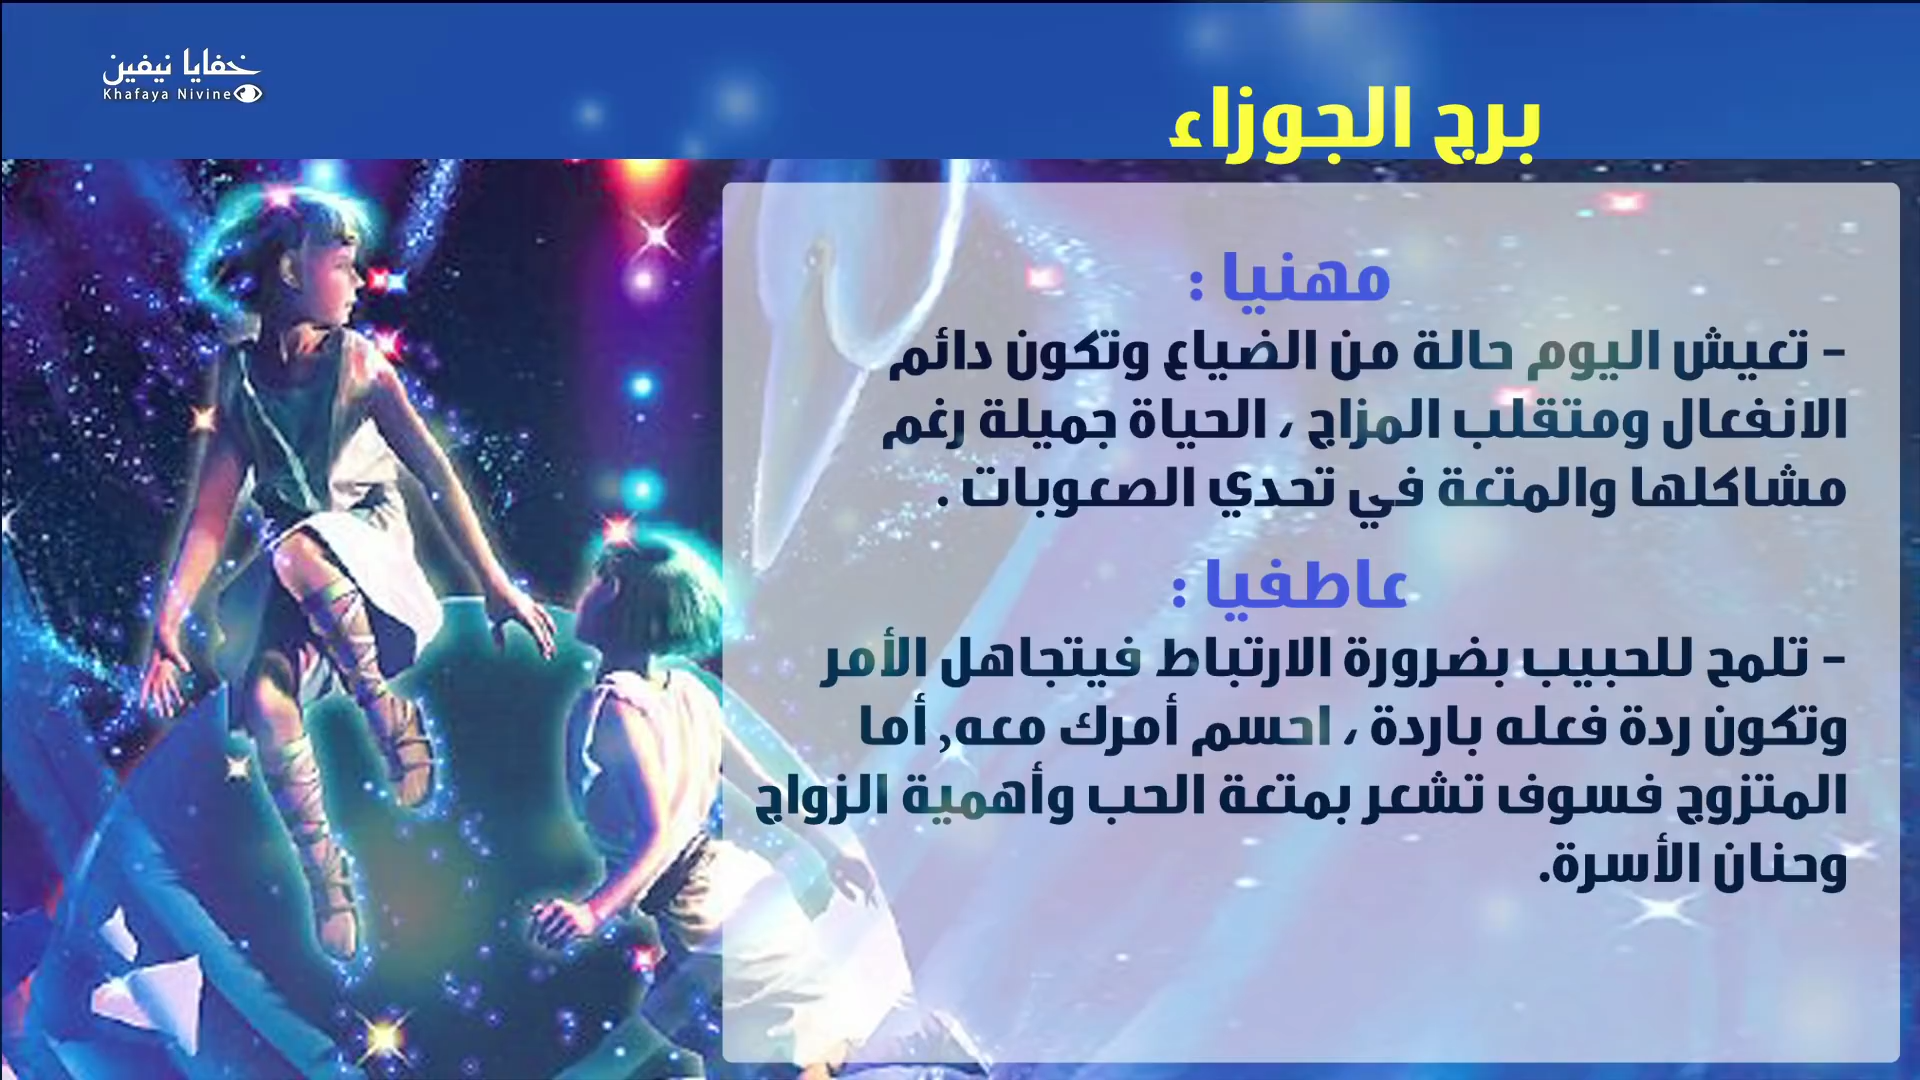 خفايا نيفين
Khafaya Nivine
برج الجوزاء
مهنيا :
- تعيش اليوم حالة من الضياع وتكون دائم
الانفعال ومتقلب المزاج ، الحياة جميلة رغم
مشاكلها والمتعة في تحدي الصعوبات .
عاطفيا :
- تلمح للحبيب بضرورة الارتباط فيتجاهل الأمر
وتكون ردة فعله باردة ، احسم أمرك معه, أما
المتزوج فسوف تشعر بمتعة الحب وأهمية الزواج
وحنان الأسرة.